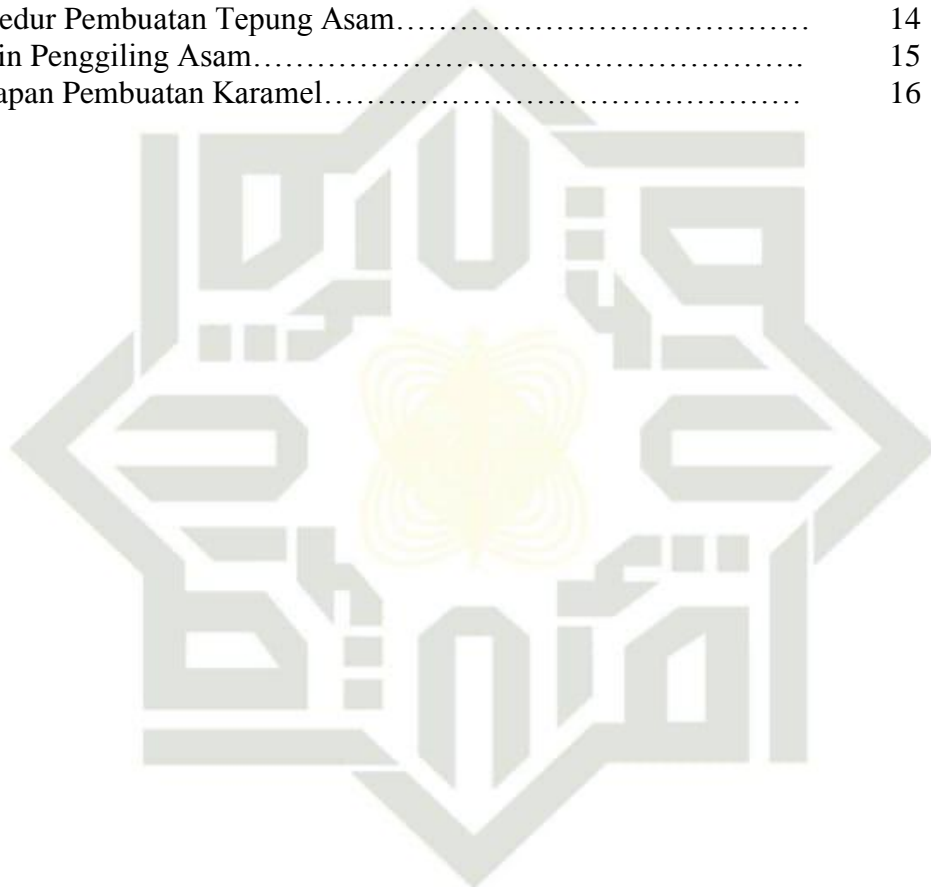 edur Pembuatan Tepung Asam…………………………… 14
in Penggiling Asam………………………………………. 15
apan Pembuatan Karamel………………………………… 16